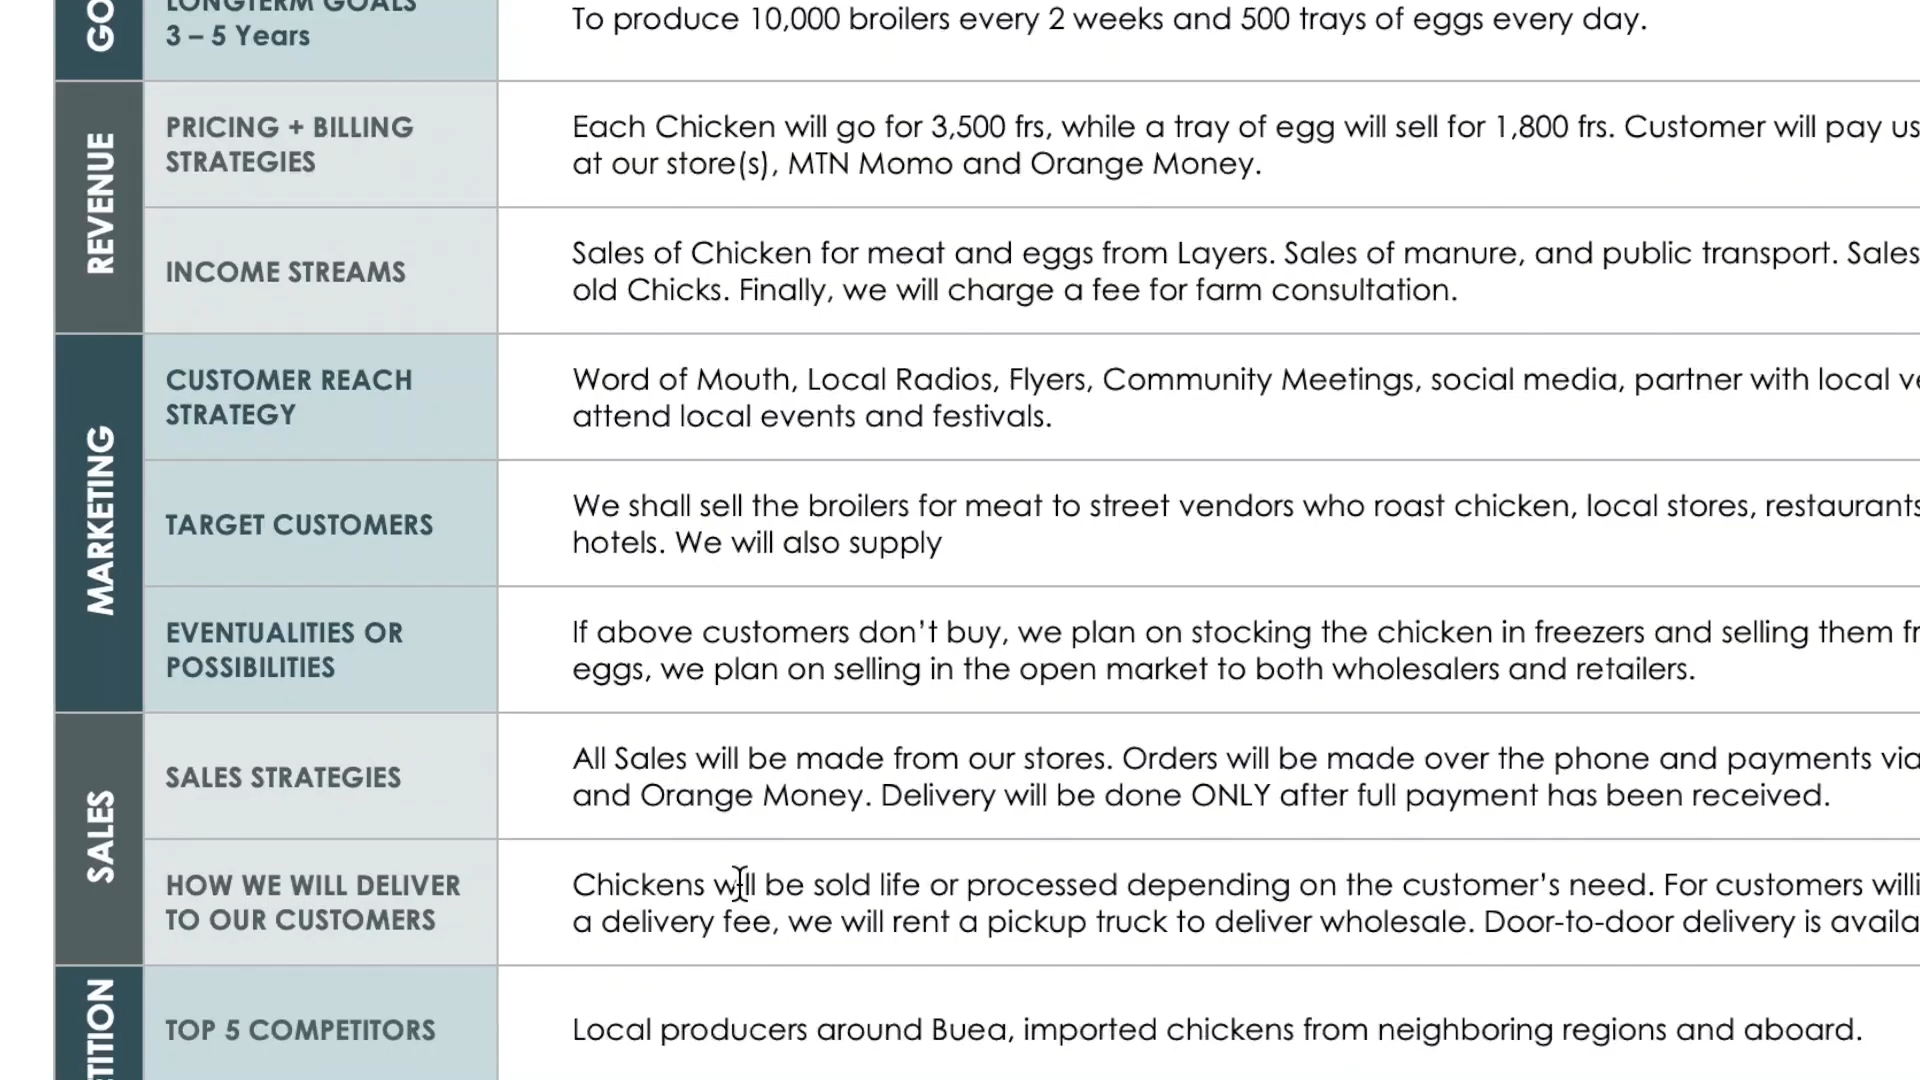 GO
LONGTERM GOALS
3 – 5 Years
To produce 10,000 broilers every 2 weeks and 500 trays of eggs every day.
REVENUE
PRICING + BILLING
STRATEGIES
Each Chicken will go for 3,500 frs, while a tray of egg will sell for 1,800 frs. Customer will pay us
at our store(s), MTN Momo and Orange Money.
INCOME STREAMS
Sales of Chicken for meat and eggs from Layers. Sales of manure, and public transport. Sales
old Chicks. Finally, we will charge a fee for farm consultation.
MARKETING
CUSTOMER REACH
STRATEGY
Word of Mouth, Local Radios, Flyers, Community Meetings, social media, partner with local
attend local events and festivals.
TARGET CUSTOMERS
We shall sell the broilers for meat to street vendors who roast chicken, local stores, restaurants
hotels. We will also supply
EVENTUALITIES OR
POSSIBILITIES
If above customers don’t buy, we plan on stocking the chicken in freezers and selling them
eggs, we plan on selling in the open market to both wholesalers and retailers.
SALES
SALES STRATEGIES
All Sales will be made from our stores. Orders will be made over the phone and payments via
and Orange Money. Delivery will be done ONLY after full payment has been received.
HOW WE WILL DELIVER
TO OUR CUSTOMERS
Chickens will be sold life or processed depending on the customer’s need. For customers
a delivery fee, we will rent a pickup truck to deliver wholesale. Door-to-door delivery is
TITION
TOP 5 COMPETITORS
Local producers around Buea, imported chickens from neighboring regions and aboard.